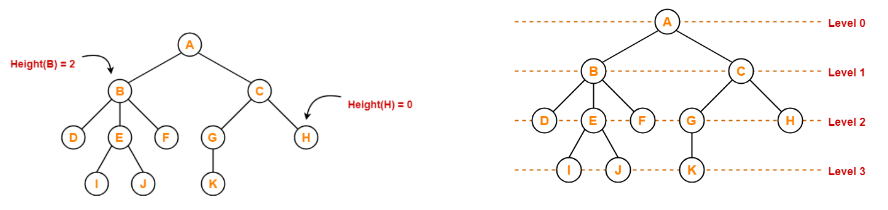 A
Height(B) = 2
B
C
Height(H) = 0
D
E
F
G
H
I
J
K
A
Level 0
B
C
Level 1
D
E
F
G
H
Level 2
I
J
K
Level 3